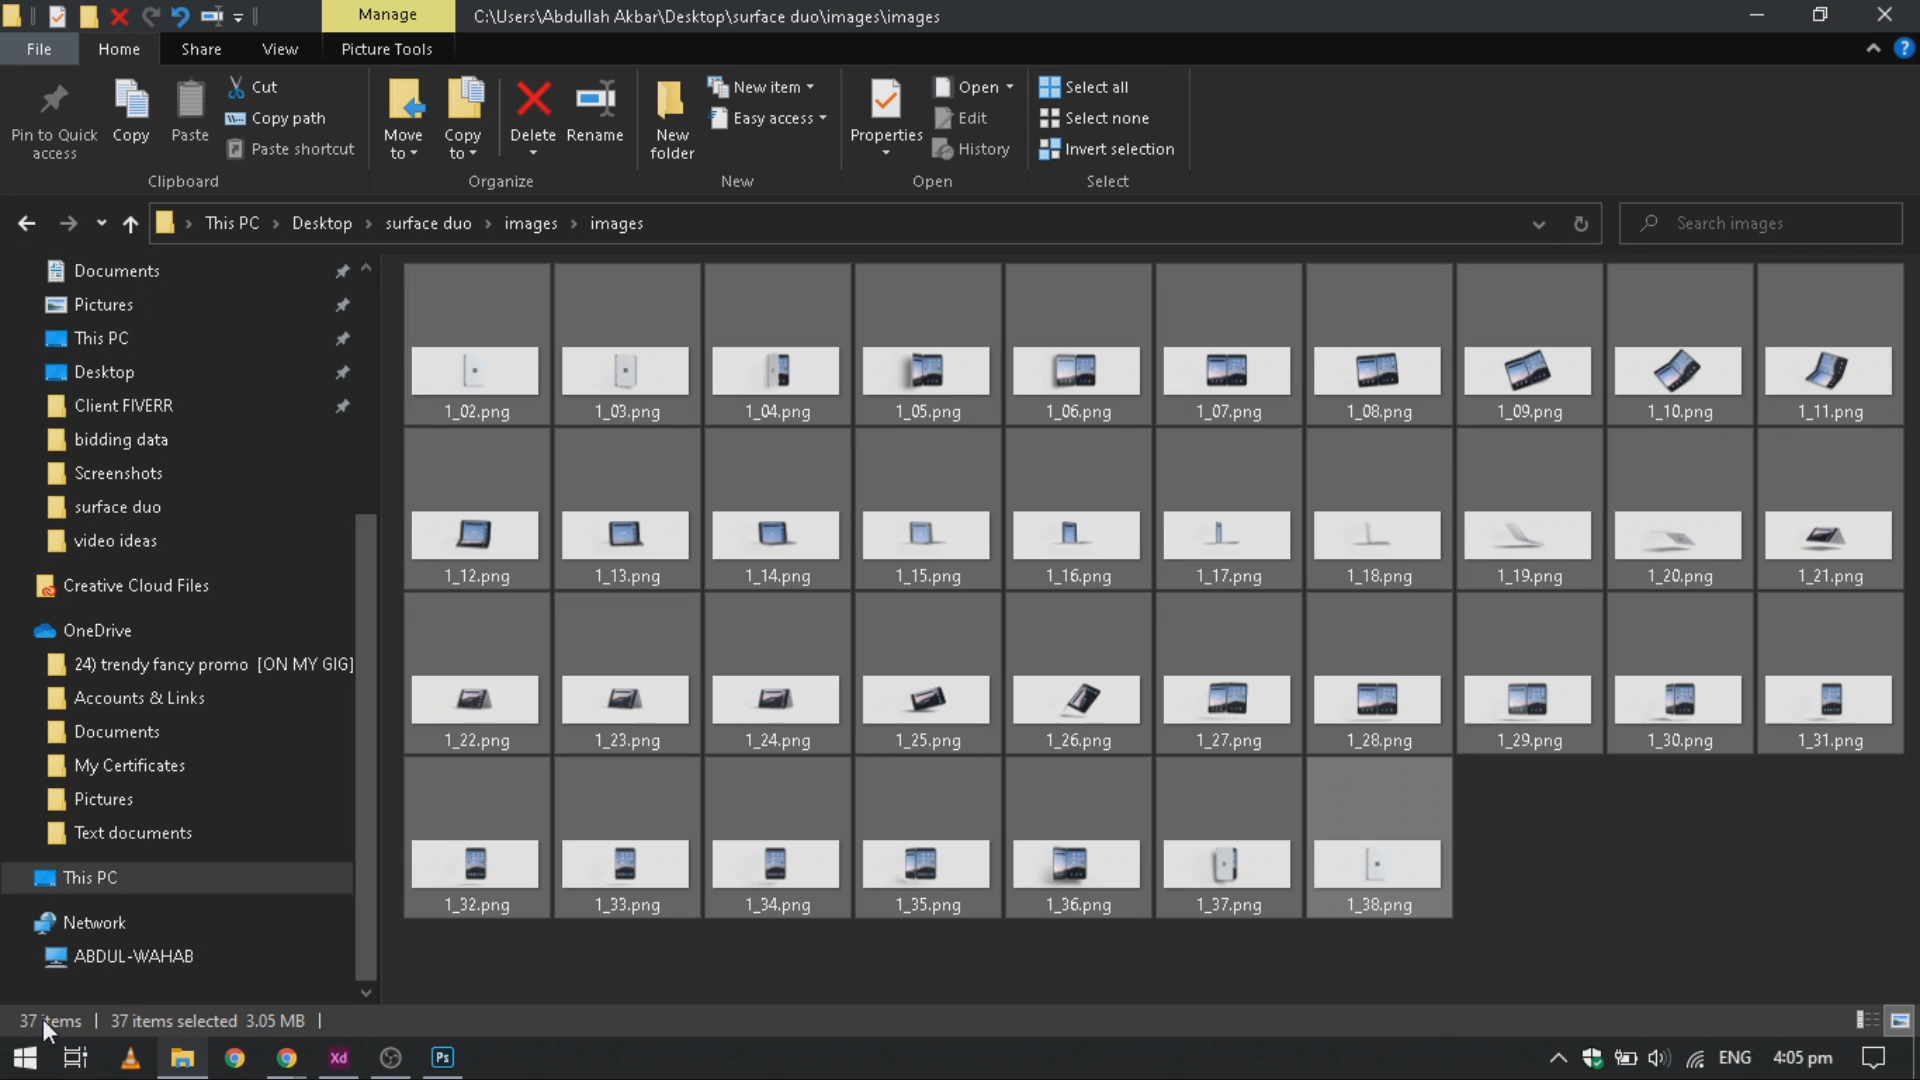 Manage
C:\Users\Abdullah Akbar\Desktop\surface duo\images\images
File
Home
Share
View
Picture Tools
Pin to Quick access
Copy
Paste
Cut
Copy path
Paste shortcut
Clipboard
Move to
Copy to
Delete
Rename
Organize
New folder
New item
Easy access
New
Properties
Open
Edit
History
Open
Select all
Select none
Invert selection
Select
This PC > Desktop > surface duo > images > images
Search images
Documents
Pictures
This PC
Desktop
Client FIVERR
bidding data
Screenshots
surface duo
video ideas
Creative Cloud Files
OneDrive
24) trendy fancy promo [ON MY GIG]
Accounts & Links
Documents
My Certificates
Pictures
Text documents
This PC
Network
ABDUL-WAHAB
1_02.png
1_03.png
1_04.png
1_05.png
1_06.png
1_07.png
1_08.png
1_09.png
1_10.png
1_11.png
1_12.png
1_13.png
1_14.png
1_15.png
1_16.png
1_17.png
1_18.png
1_19.png
1_20.png
1_21.png
1_22.png
1_23.png
1_24.png
1_25.png
1_26.png
1_27.png
1_28.png
1_29.png
1_30.png
1_31.png
1_32.png
1_33.png
1_34.png
1_35.png
1_36.png
1_37.png
1_38.png
37 items
37 items selected 3.05 MB
Xd
Ps
ENG
4:05 pm